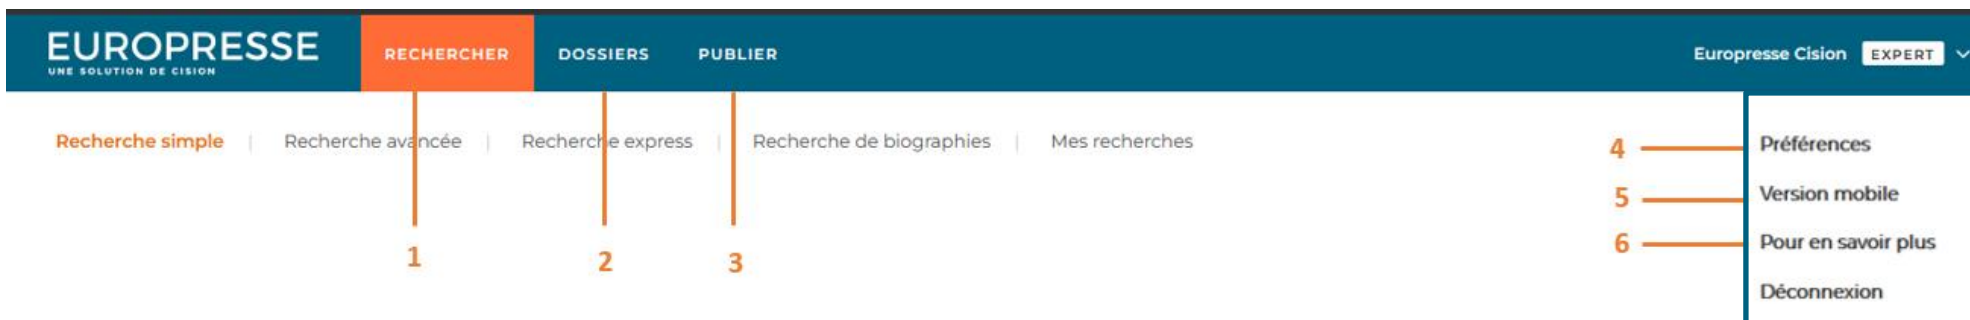 EUROPRESSE
UNE SOLUTION DE CISION
RECHERCHER DOSSIERS PUBLIER
Europresse Cision EXPERT
Recherche simple | Recherche avancée | Recherche express | Recherche de biographies | Mes recherches
4 Préférences
5 Version mobile
6 Pour en savoir plus
Déconnexion
1 2 3